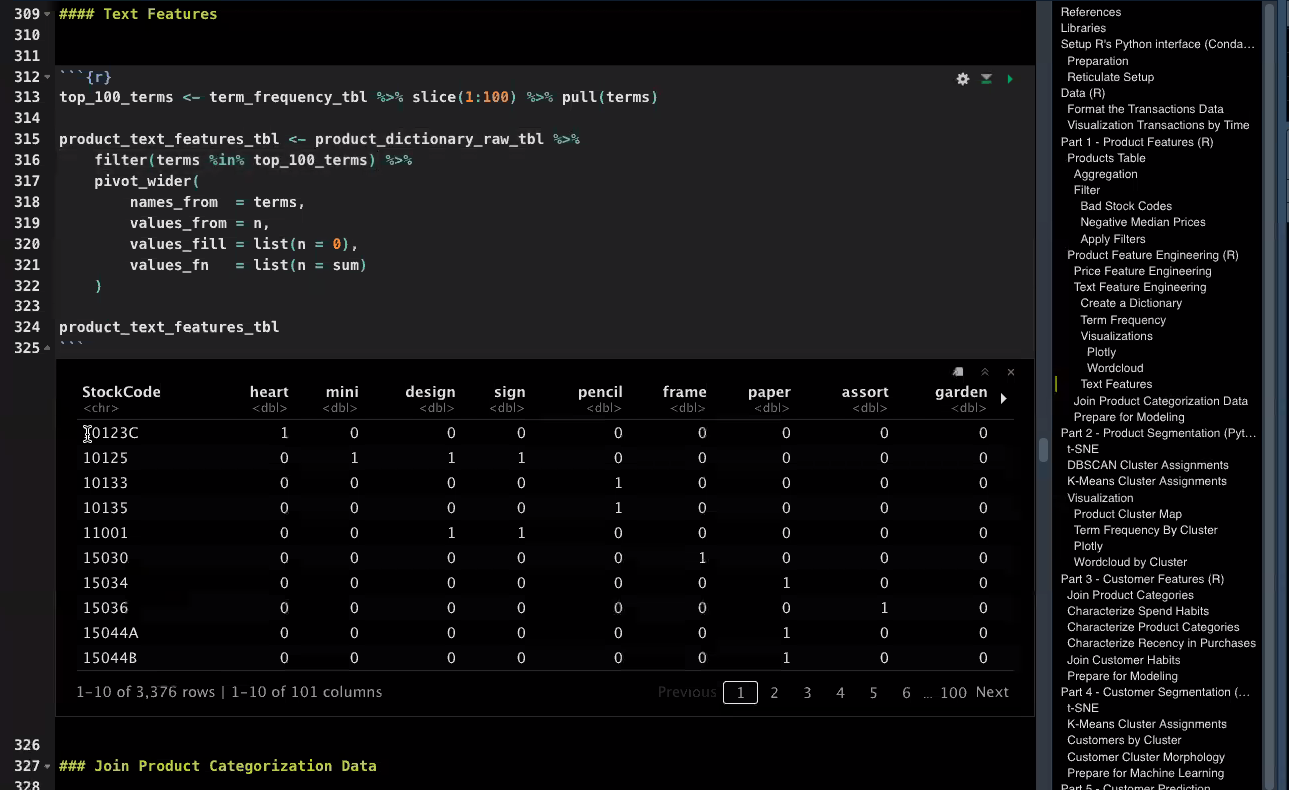 309 #### Text Features
310
311
312 ```{r}
313 top_100_terms <- term_frequency_tbl %>% slice(1:100) %>% pull(terms)
314
315 product_text_features_tbl <- product_dictionary_raw_tbl %>%
316 filter(terms %in% top_100_terms) %>%
317 pivot_wider(
318 names_from = terms,
319 values_from = n,
320 values_fill = list(n = 0),
321 values_fn = list(n = sum)
322 )
323
324 product_text_features_tbl
325 ```
StockCode heart mini design sign pencil frame paper assort garden
<chr> <dbl> <dbl> <dbl> <dbl> <dbl> <dbl> <dbl> <dbl> <dbl>
10123C 1 0 0 0 0 0 0 0 0
10125 0 1 1 1 0 0 0 0 0
10133 0 0 0 0 1 0 0 0 0
10135 0 0 0 0 1 0 0 0 0
11001 0 0 1 1 0 0 0 0 0
15030 0 0 0 0 0 1 0 0 0
15034 0 0 0 0 0 0 1 0 0
15036 0 0 0 0 0 0 0 1 0
15044A 0 0 0 0 0 0 1 0 0
15044B 0 0 0 0 0 0 1 0 0
1-10 of 3,376 rows | 1-10 of 101 columns Previous 1 2 3 4 5 6 ... 100 Next
326
327 ### Join Product Categorization Data
328
References
Libraries
Setup R's Python interface (Conda...
Preparation
Reticulate Setup
Data (R)
Format the Transactions Data
Visualization Transactions by Time
Part 1 - Product Features (R)
Products Table
Aggregation
Filter
Bad Stock Codes
Negative Median Prices
Apply Filters
Product Feature Engineering (R)
Price Feature Engineering
Text Feature Engineering
Create a Dictionary
Term Frequency
Visualizations
Plotly
Wordcloud
Text Features
Join Product Categorization Data
Prepare for Modeling
Part 2 - Product Segmentation (Pyt...
t-SNE
DBSCAN Cluster Assignments
K-Means Cluster Assignments
Visualization
Product Cluster Map
Term Frequency By Cluster
Plotly
Wordcloud by Cluster
Part 3 - Customer Features (R)
Join Product Categories
Characterize Spend Habits
Characterize Product Categories
Characterize Recency in Purchases
Join Customer Habits
Prepare for Modeling
Part 4 - Customer Segmentation (...
t-SNE
K-Means Cluster Assignments
Customers by Cluster
Customer Cluster Morphology
Prepare for Machine Learning
Part 5 - Customer Prediction